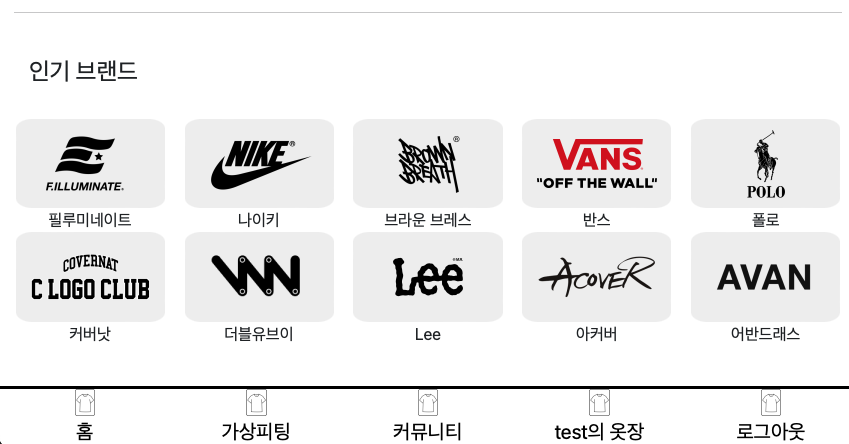 인기 브랜드
F.ILLUMINATE.
NIKE®
BROWN BREATH®
VANS
"OFF THE WALL"
POLO
필루미네이트
나이키
브라운 브레스
반스
폴로
COVERNAT
C LOGO CLUB
WV
Lee
ACOVER
AVAN
커버낫
더블유브이
Lee
아커버
어반드래스
홈
가상피팅
커뮤니티
test의 옷장
로그아웃